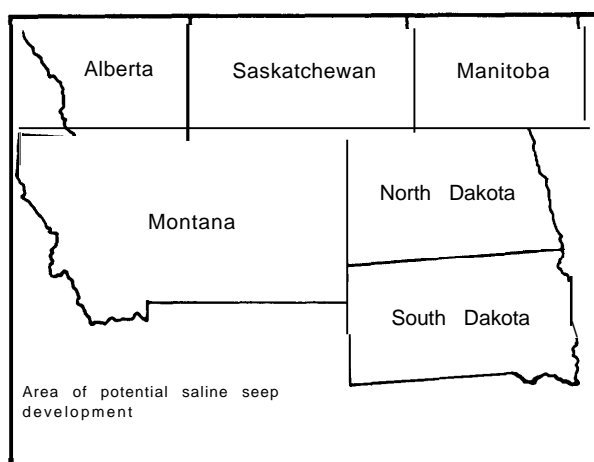 Alberta Saskatchewan Manitoba
Montana
North Dakota
South Dakota
Area of potential saline seep
development